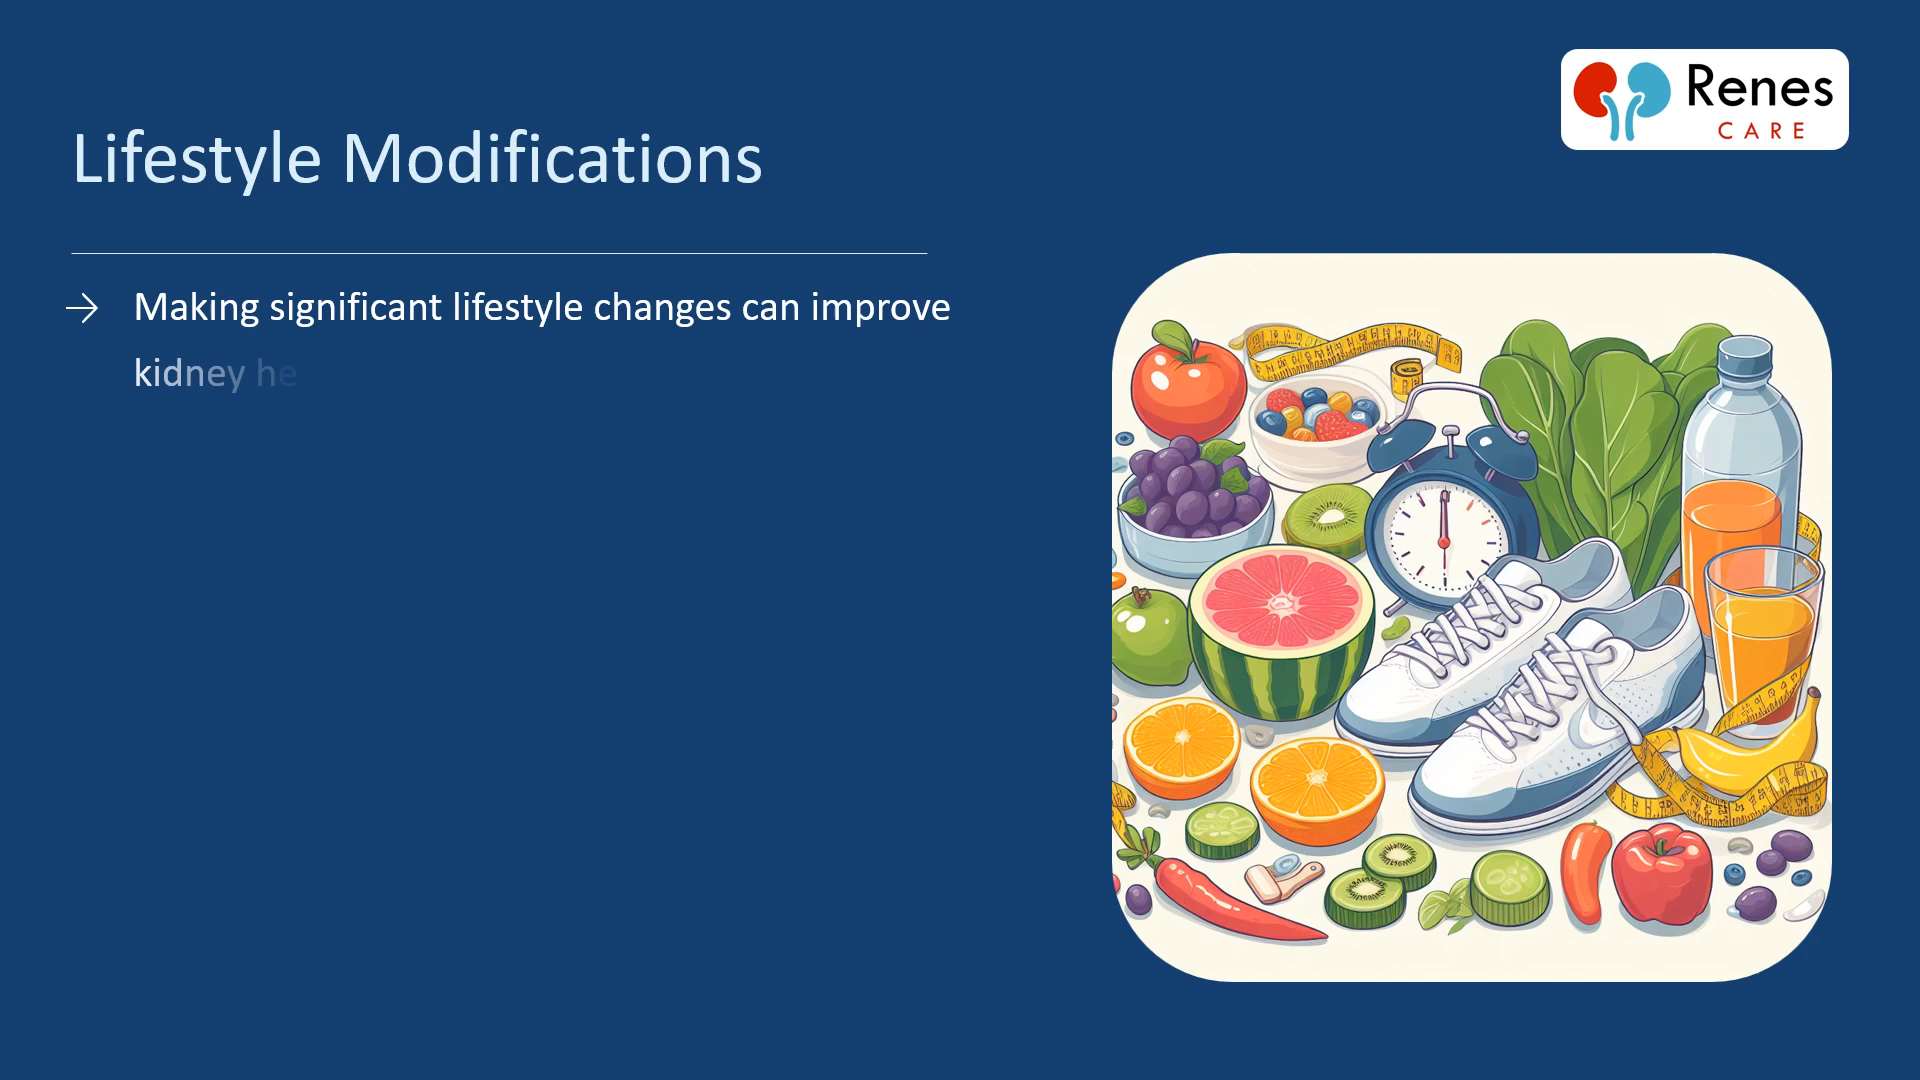 Renes
CARE
Lifestyle Modifications
→ Making significant lifestyle changes can improve
kidney he